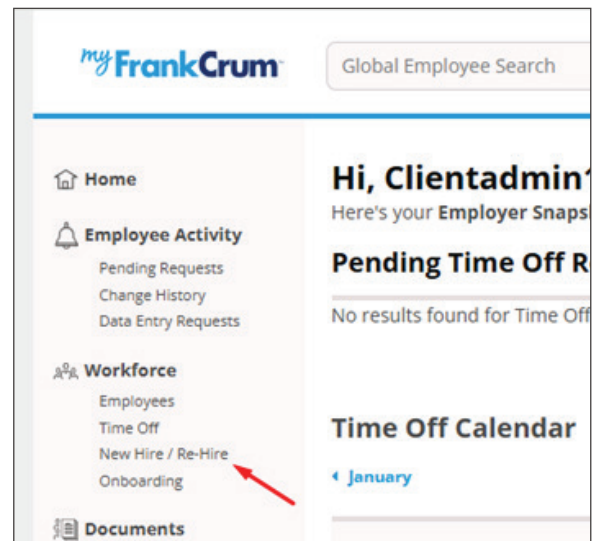 myFrankCrum
Global Employee Search
Home
Employee Activity
Pending Requests
Change History
Data Entry Requests
Workforce
Employees
Time Off
New Hire / Re-Hire
Onboarding
Documents
Hi, Clientadmin
Here's your Employer Snaps
Pending Time Off R
No results found for Time Off
Time Off Calendar
January